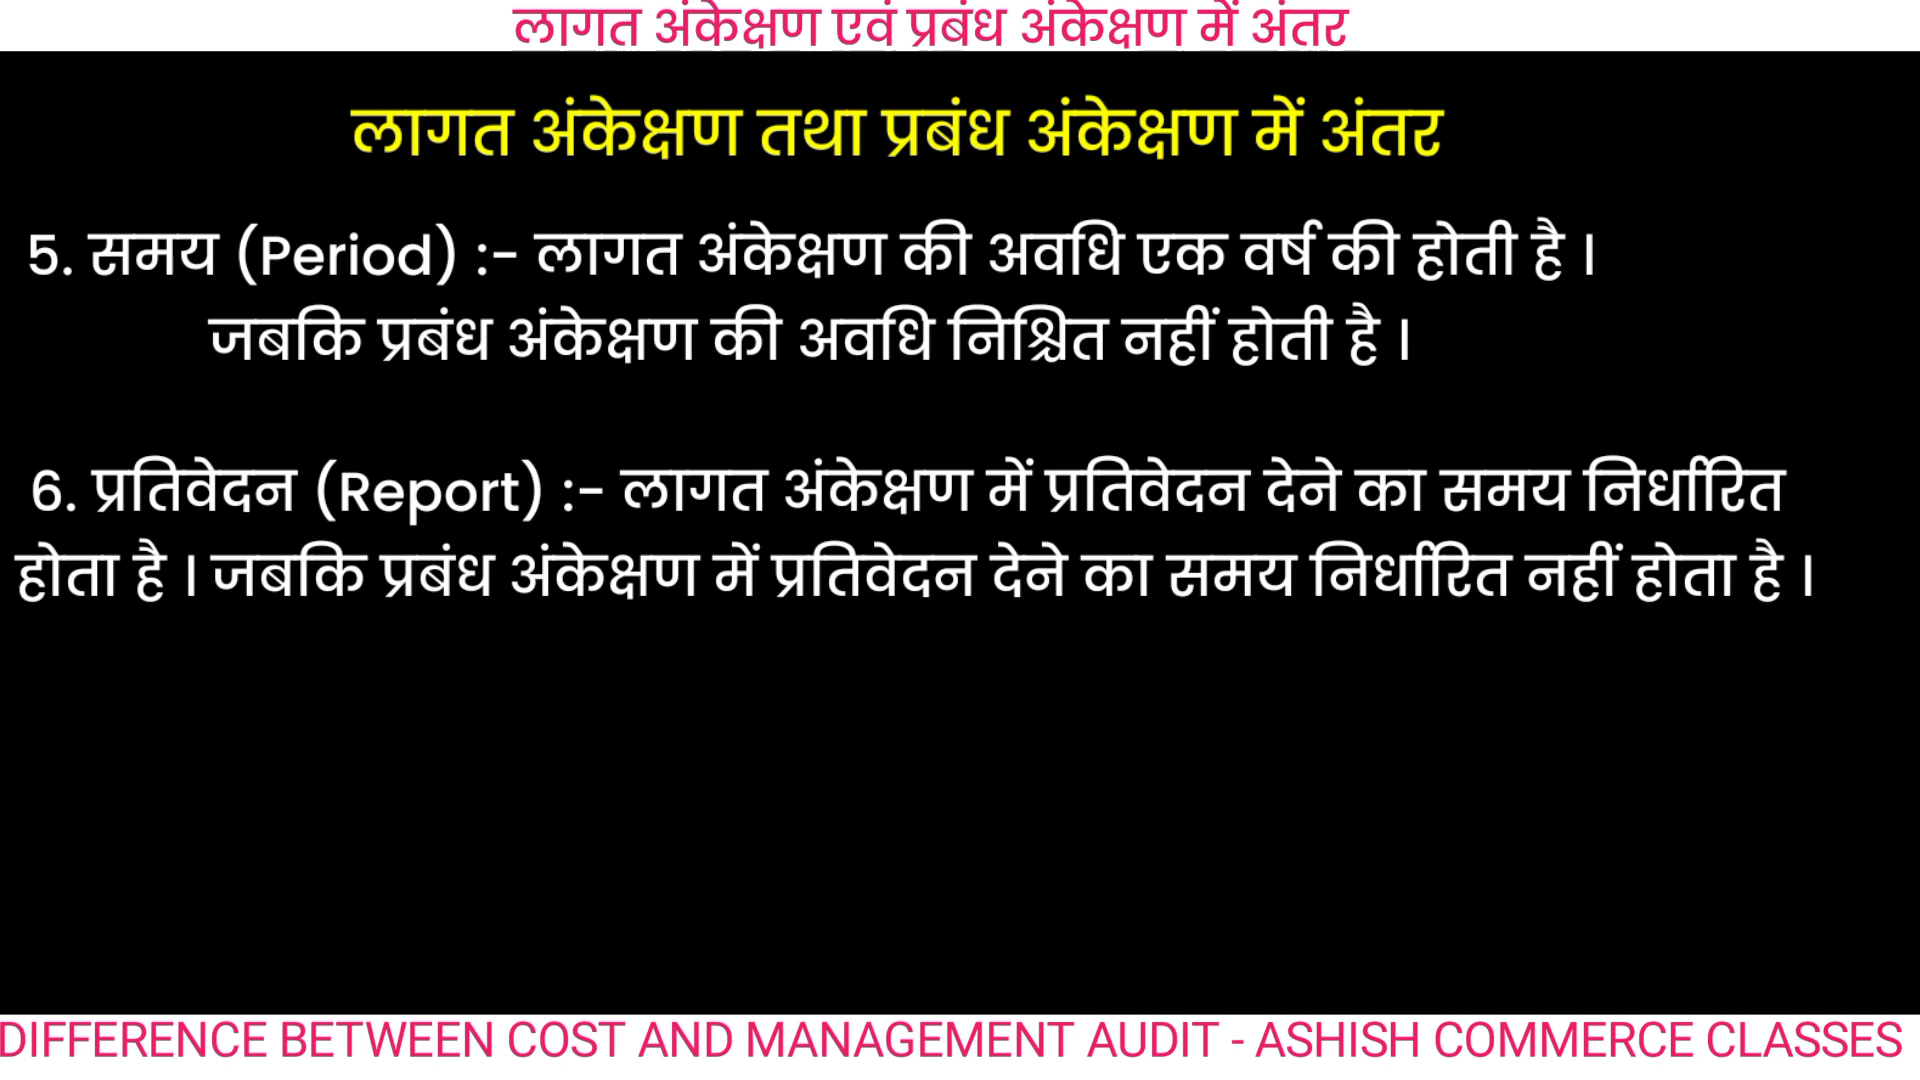 लागत अंकेक्षण एवं प्रबंध अंकेक्षण में अंतर
लागत अंकेक्षण तथा प्रबंध अंकेक्षण में अंतर
5. समय (Period) :- लागत अंकेक्षण की अवधि एक वर्ष की होती है ।
जबकि प्रबंध अंकेक्षण की अवधि निश्चित नहीं होती है ।
6. प्रतिवेदन (Report) :- लागत अंकेक्षण में प्रतिवेदन देने का समय निर्धारित
होता है । जबकि प्रबंध अंकेक्षण में प्रतिवेदन देने का समय निर्धारित नहीं होता है ।
DIFFERENCE BETWEEN COST AND MANAGEMENT AUDIT - ASHISH COMMERCE CLASSES